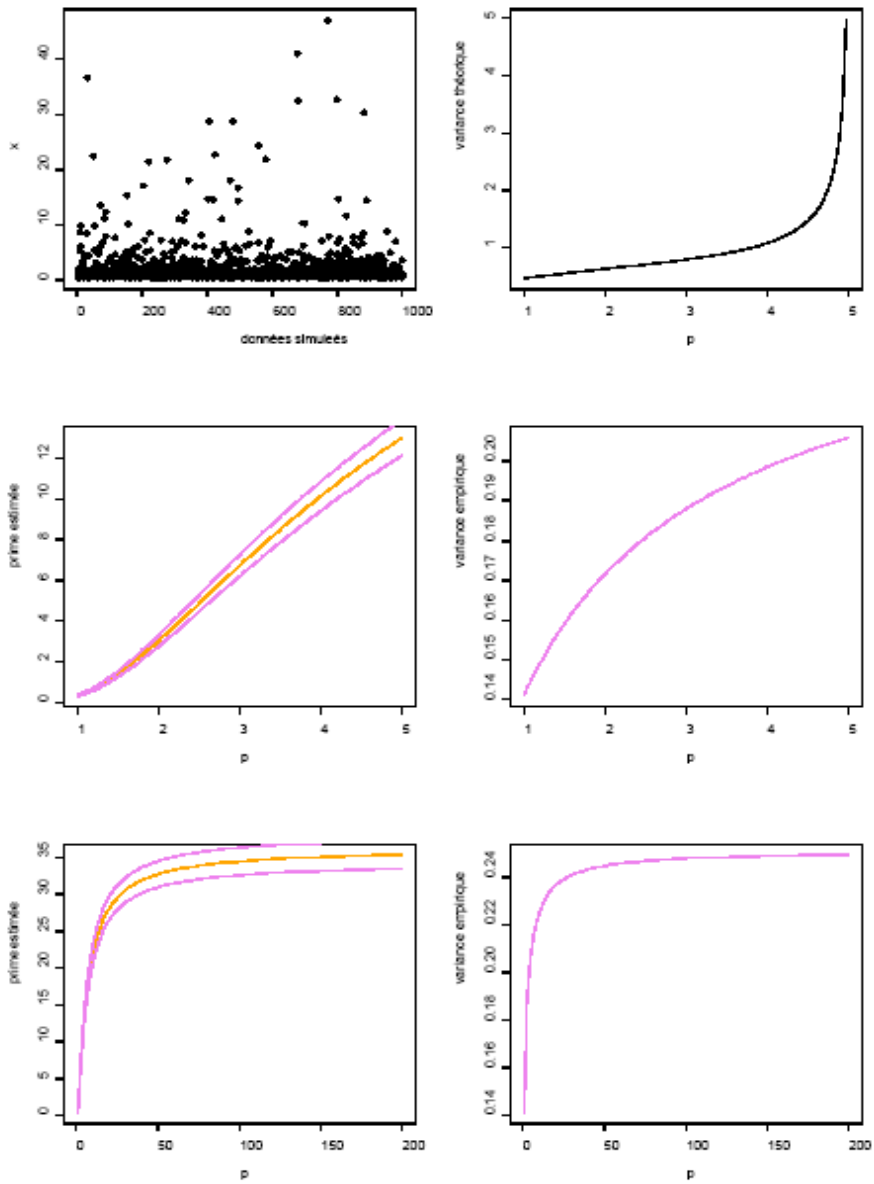 x
0 10 20 30 40
0 200 400 600 800 1000
données simuleés
variance théorique
1 2 3 4 5
1 2 3 4 5
p
prime estimée
0 2 4 6 8 10 12
1 2 3 4 5
p
variance empirique
0.14 0.15 0.16 0.17 0.18 0.19 0.20
1 2 3 4 5
p
prime estimée
0 5 10 15 20 25 30 35
0 50 100 150 200
p
variance empirique
0.14 0.16 0.18 0.20 0.22 0.24
0 50 100 150 200
p